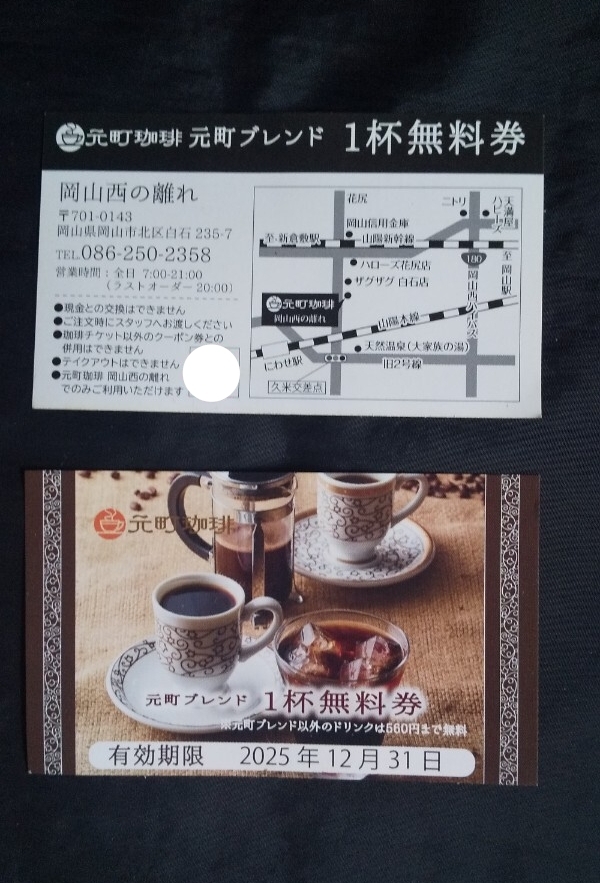 元町珈琲 元町ブレンド 1杯無料券
岡山西の離れ
〒701-0143
岡山県岡山市北区白石 235-7
TEL.086-250-2358
営業時間：全日 7:00-21:00
（ラストオーダー 20:00）
●現金との交換はできません
●ご注文時にスタッフへお渡しください
●珈琲チケット以外のクーポン券との
併用はできません
●テイクアウトはできません
●元町珈琲 岡山西の離れ
でのみご利用いただけます
花尻
ニトリ
天満屋
ハピーズ
岡山信用金庫
至 新倉敷駅
山陽新幹線
至 岡山駅
ハローズ花尻店
180
ザグザグ 白石店
岡山西バイパス
元町珈琲
岡山西の離れ
山陽本線
天然温泉(大家族の湯)
にわせ駅
旧2号線
久米交差点
元町珈琲
元町ブレンド 1杯無料券
※元町ブレンド以外のドリンクは560円まで無料
有効期限 2025 年 12 月 31 日